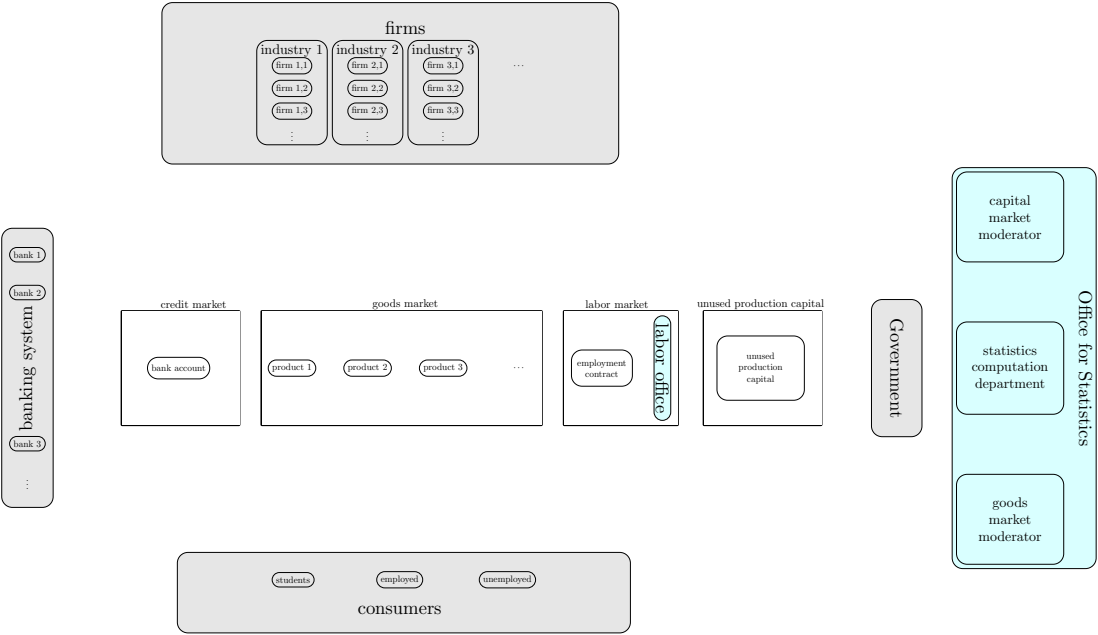 firms
industry 1 industry 2 industry 3
firm 1,1 firm 2,1 firm 3,1 ...
firm 1,2 firm 2,2 firm 3,2
firm 1,3 firm 2,3 firm 3,3
⋮ ⋮ ⋮
banking system
bank 1
bank 2
bank 3
⋮
credit market
bank account
goods market
product 1 product 2 product 3 ...
labor market
employment
contract
labor office
unused production capital
unused
production
capital
Government
Office for Statistics
capital
market
moderator
statistics
computation
department
goods
market
moderator
students employed unemployed
consumers